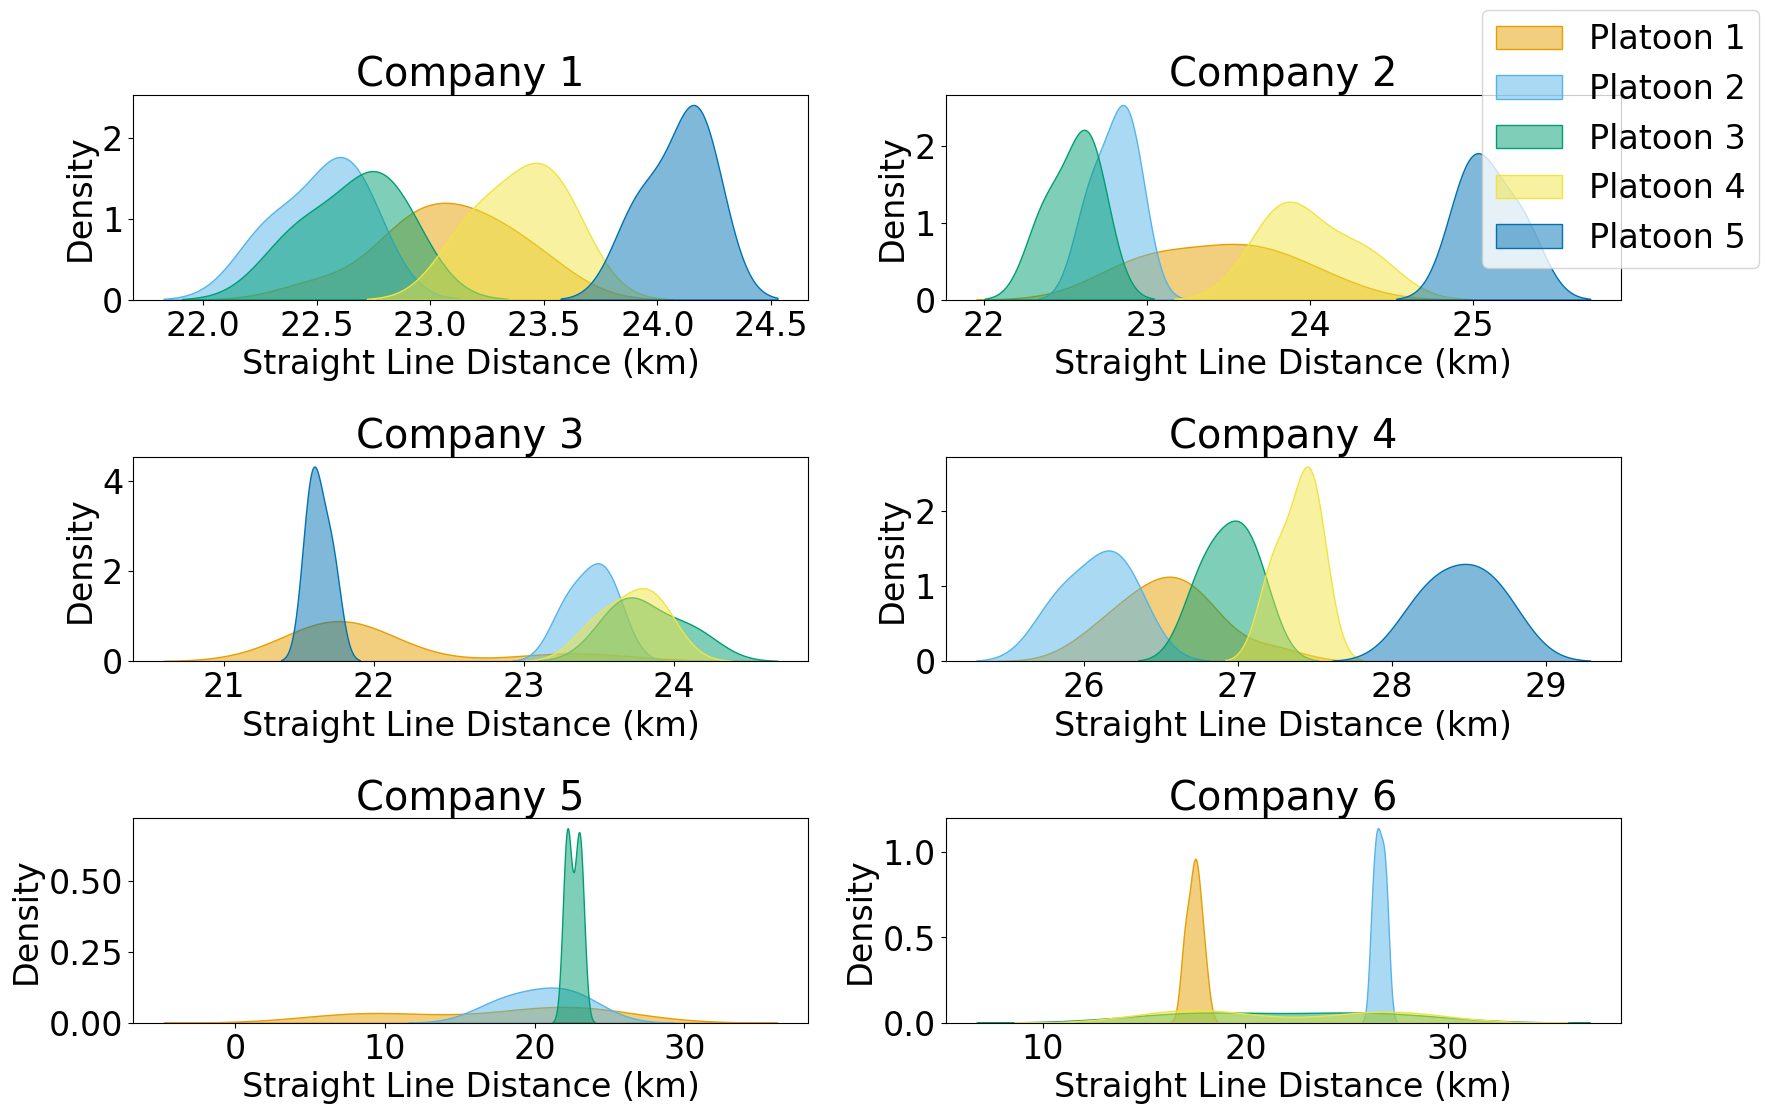 Platoon 1
Platoon 2
Platoon 3
Platoon 4
Platoon 5
Company 1
Density
0
1
2
22.0 22.5 23.0 23.5 24.0 24.5
Straight Line Distance (km)
Company 2
Density
0
1
2
22 23 24 25
Straight Line Distance (km)
Company 3
Density
0
2
4
21 22 23 24
Straight Line Distance (km)
Company 4
Density
0
1
2
26 27 28 29
Straight Line Distance (km)
Company 5
Density
0.00
0.25
0.50
0 10 20 30
Straight Line Distance (km)
Company 6
Density
0.0
0.5
1.0
10 20 30
Straight Line Distance (km)